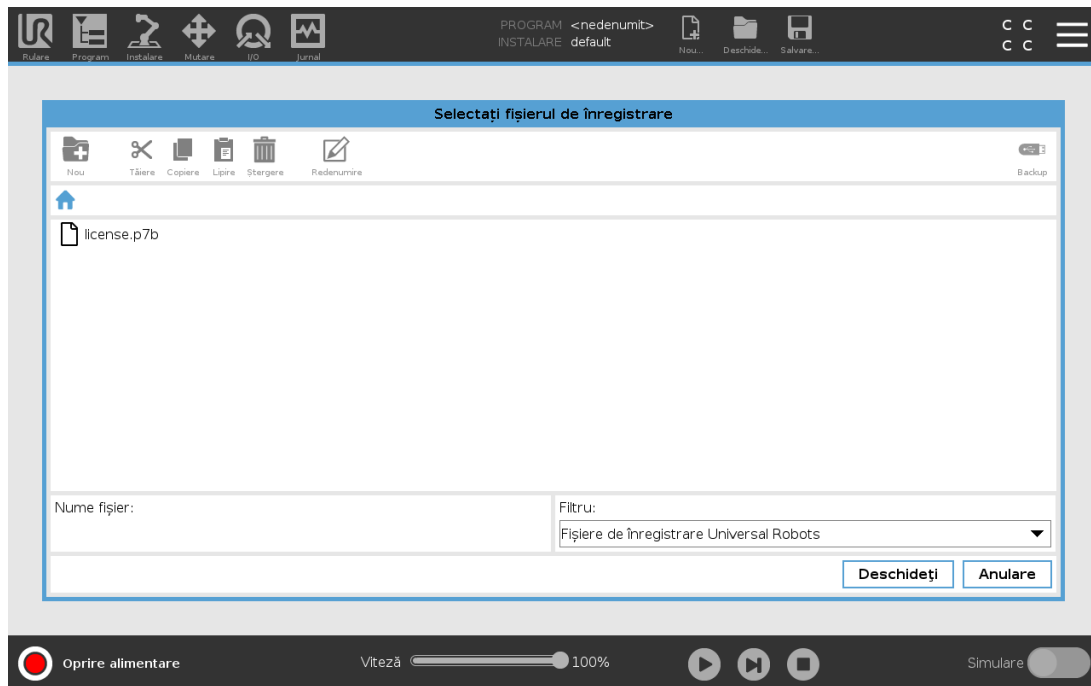 PROGRAM <nedenumit>
INSTALARE default
Rulare Program Instalare Mutare I/O Jurnal Nou... Deschide... Salvare...
C C
C C
Selectați fișierul de înregistrare
Nou Tăiere Copiere Lipire Ștergere Redenumire Backup
license.p7b
Nume fișier: Filtru:
Fișiere de înregistrare Universal Robots
Deschideți Anulare
Oprire alimentare Viteză 100% Simulare